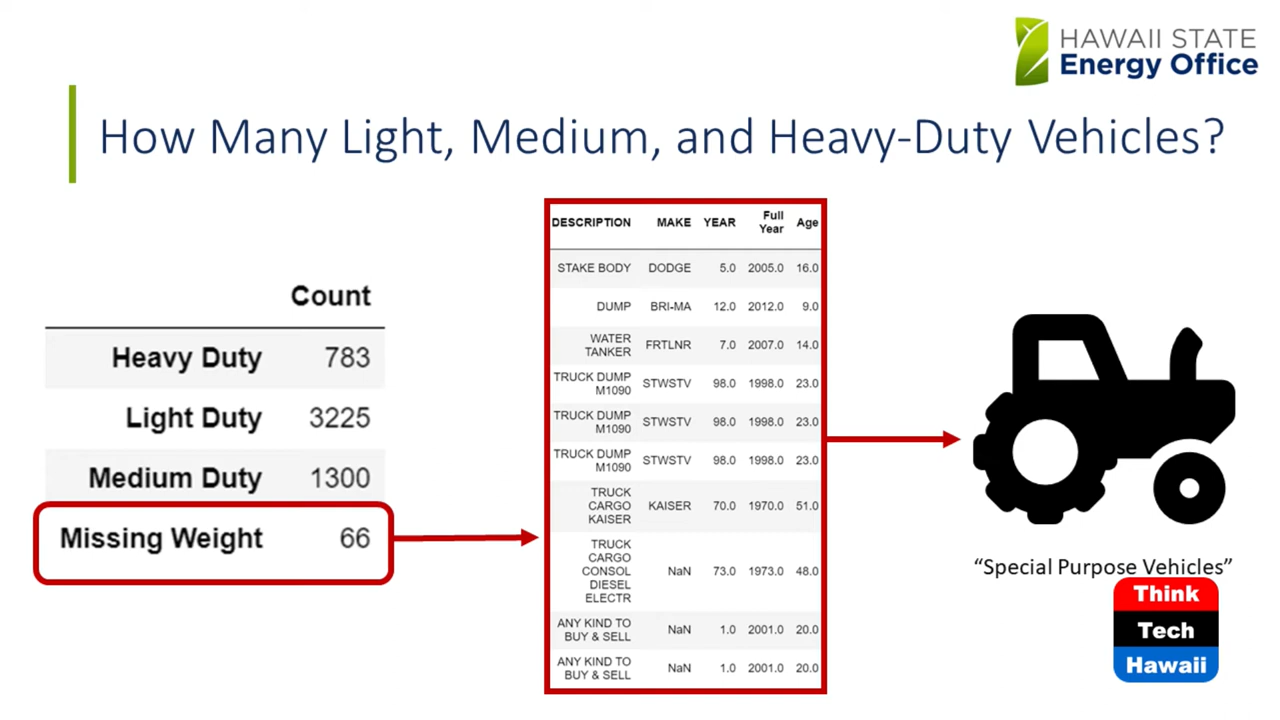 HAWAII STATE
Energy Office
How Many Light, Medium, and Heavy-Duty Vehicles?
Count
Heavy Duty 783
Light Duty 3225
Medium Duty 1300
Missing Weight 66
DESCRIPTION MAKE YEAR Full Year Age
STAKE BODY DODGE 5.0 2005.0 16.0
DUMP BRI-MA 12.0 2012.0 9.0
WATER TANKER FRTLNR 7.0 2007.0 14.0
TRUCK DUMP M1090 STWSTV 98.0 1998.0 23.0
TRUCK DUMP M1090 STWSTV 98.0 1998.0 23.0
TRUCK DUMP M1090 STWSTV 98.0 1998.0 23.0
TRUCK CARGO KAISER KAISER 70.0 1970.0 51.0
TRUCK CARGO CONSOL DIESEL ELECTR NaN 73.0 1973.0 48.0
ANY KIND TO BUY & SELL NaN 1.0 2001.0 20.0
ANY KIND TO BUY & SELL NaN 1.0 2001.0 20.0
“Special Purpose Vehicles”
Think
Tech
Hawaii